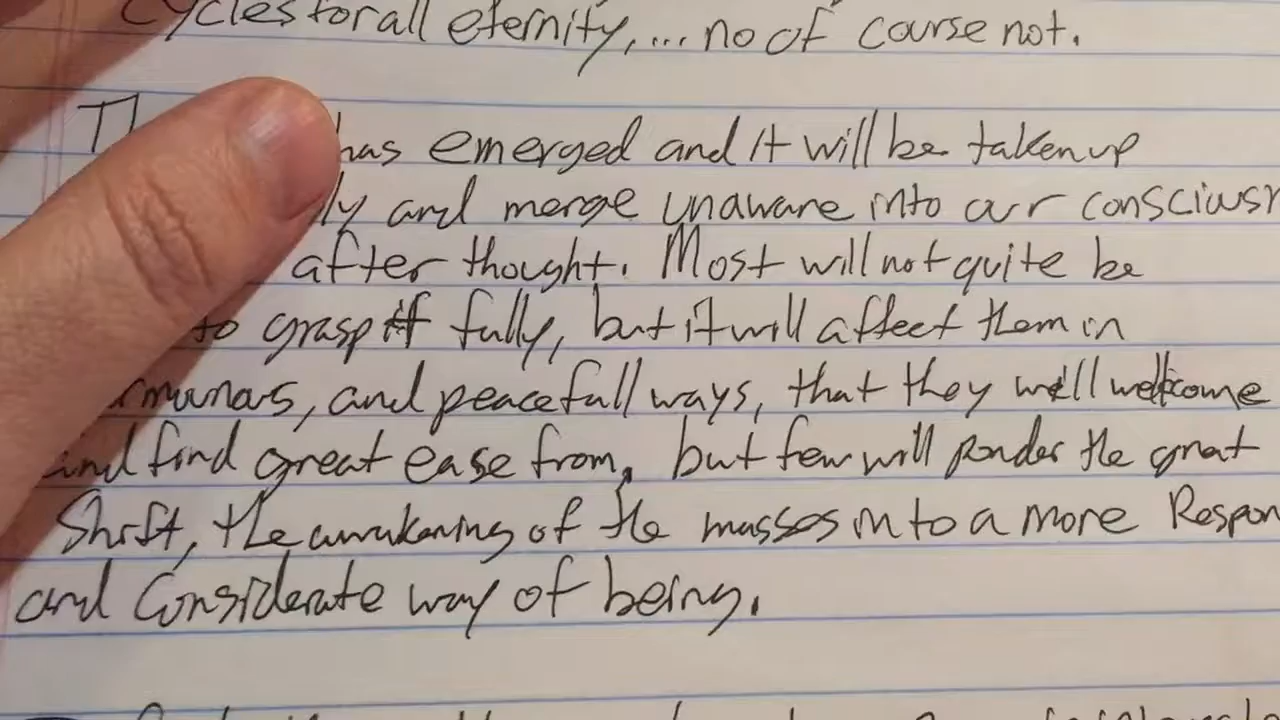 cycles for all eternity,... no of course not.
Th has emerged and it will be taken up
ly and merge unaware into our consciusn
after thought. Most will not quite be
to grasp it fully, but it will affect them in
rmunous, and peacefull ways, that they will welcome
and find great ease from, but few will ponder the great
Shift, the awakening of the masses into a more Respon
and Considerate way of being.